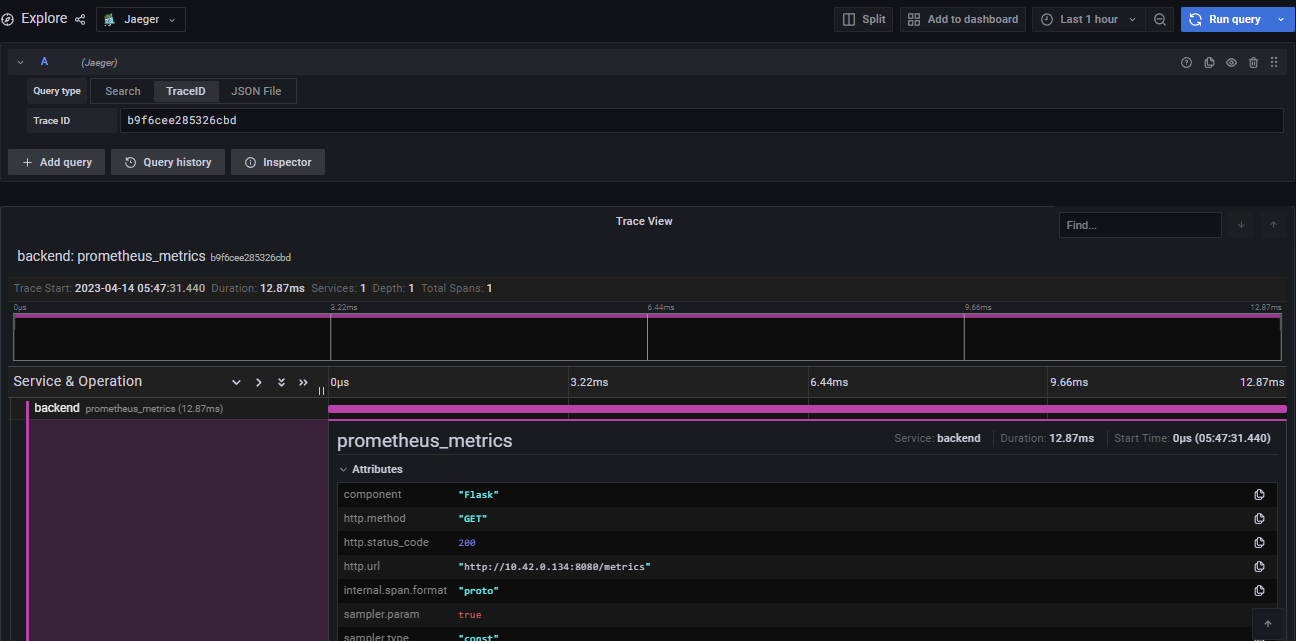 Explore Jaeger Split Add to dashboard Last 1 hour Run query
A (Jaeger)
Query type Search TraceID JSON File
Trace ID b9f6cee285326cbd
+ Add query Query history Inspector
Trace View Find...
backend: prometheus_metrics b9f6cee285326cbd
Trace Start: 2023-04-14 05:47:31.440 Duration: 12.87ms Services: 1 Depth: 1 Total Spans: 1
0μs 3.22ms 6.44ms 9.66ms 12.87ms
Service & Operation 0μs 3.22ms 6.44ms 9.66ms 12.87ms
backend prometheus_metrics (12.87ms)
prometheus_metrics Service: backend Duration: 12.87ms Start Time: 0μs (05:47:31.440)
Attributes
component "Flask"
http.method "GET"
http.status_code 200
http.url "http://10.42.0.134:8080/metrics"
internal.span.format "proto"
sampler.param true
sampler.type "const"